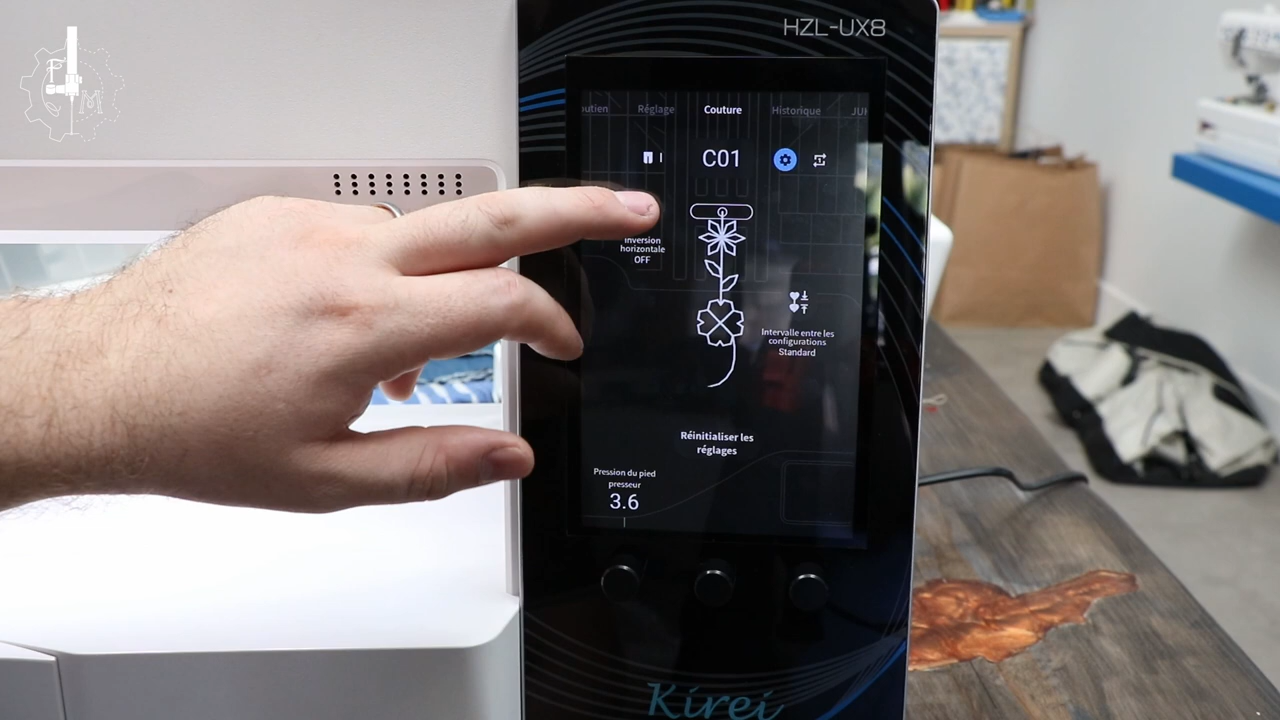 HZL-UX8
Réglage Couture Historique
C01
Inversion
horizontale
OFF
Intervalle entre les
configurations
Standard
Réinitialiser les
réglages
Pression du pied
presseur
3.6
Kirei